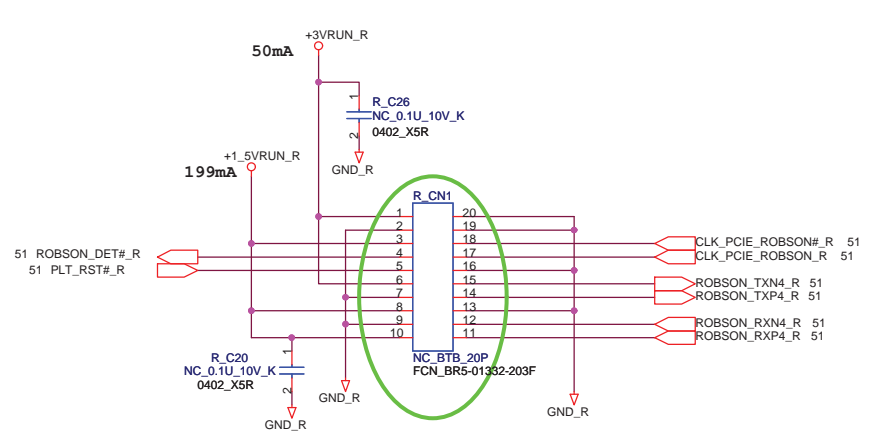 +3VRUN_R
50mA
1
R_C26
NC_0.1U_10V_K
0402_X5R
2
GND_R
+1_5VRUN_R
199mA
R_CN1
1 20
2 19
3 18 CLK_PCIE_ROBSON#_R 51
51 ROBSON_DET#_R 4 17 CLK_PCIE_ROBSON_R 51
51 PLT_RST#_R 5 16
6 15 ROBSON_TXN4_R 51
7 14 ROBSON_TXP4_R 51
8 13
9 12 ROBSON_RXN4_R 51
10 11 ROBSON_RXP4_R 51
1
R_C20
NC_0.1U_10V_K
0402_X5R
2
NC_BTB_20P
FCN_BR5-01332-203F
GND_R
GND_R
GND_R